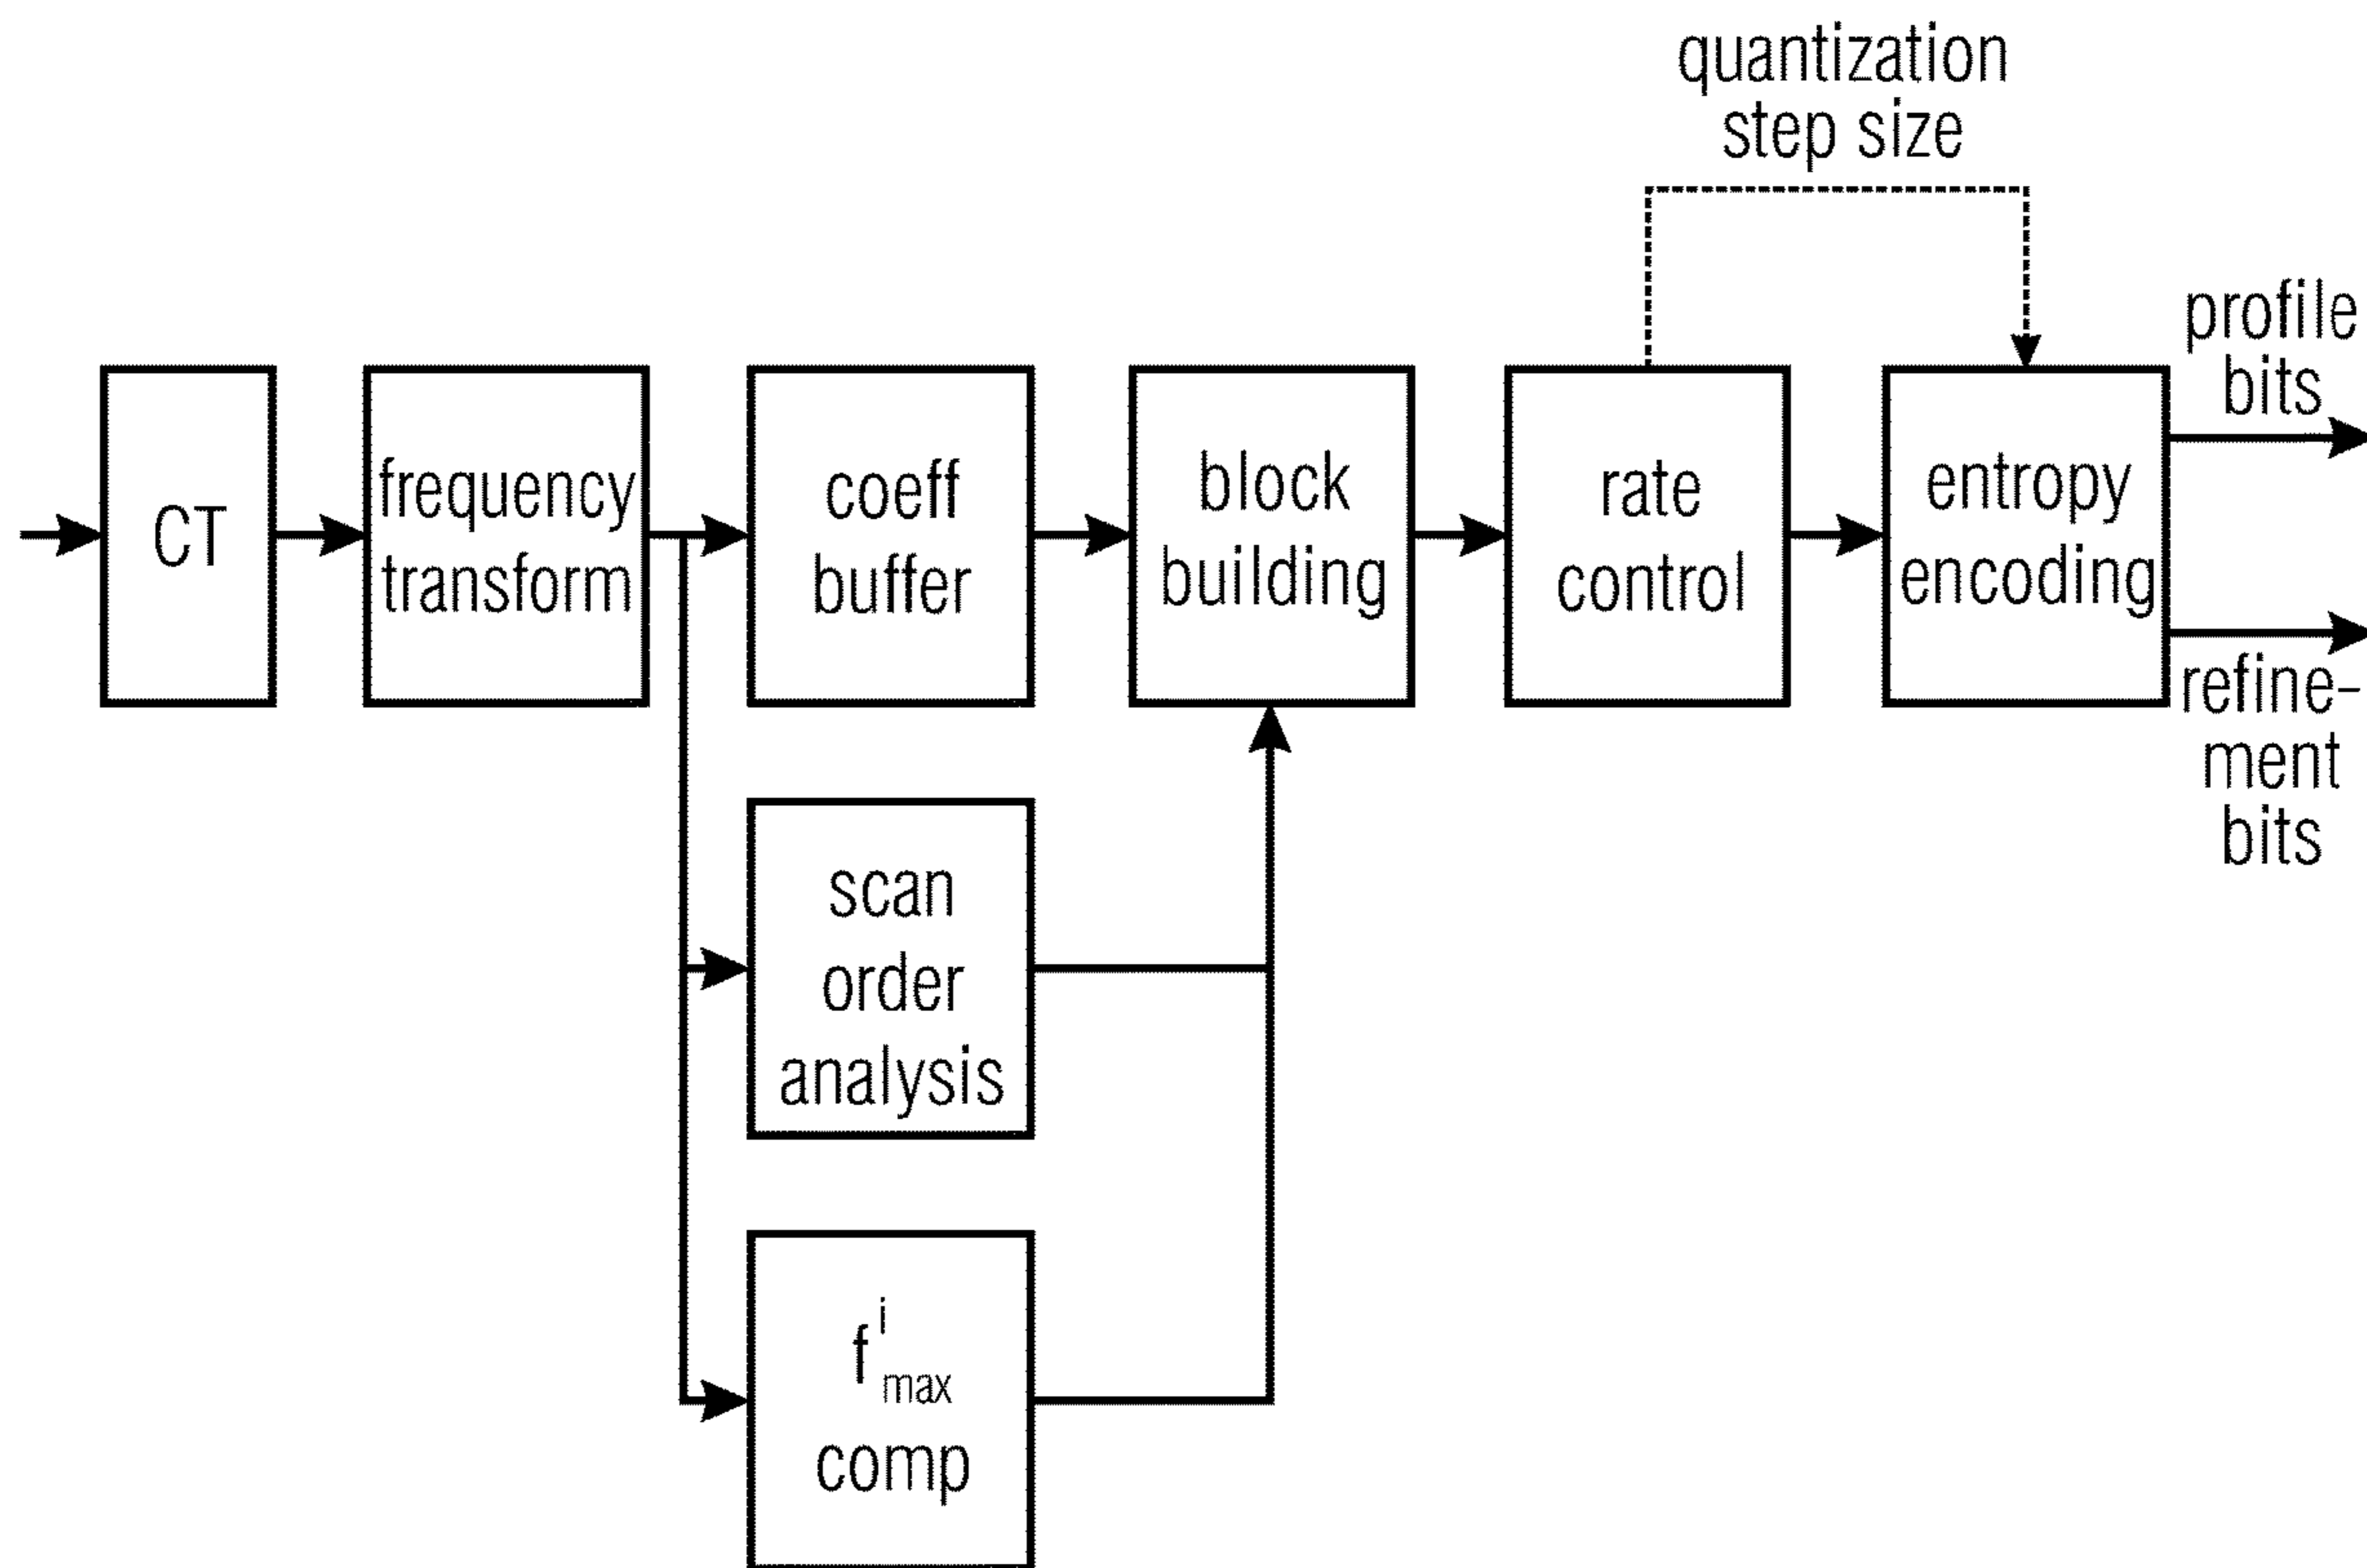 quantization
step size
profile
bits
CT
frequency
transform
coeff
buffer
block
building
rate
control
entropy
encoding
refine-
ment
bits
scan
order
analysis
f^i_max
comp